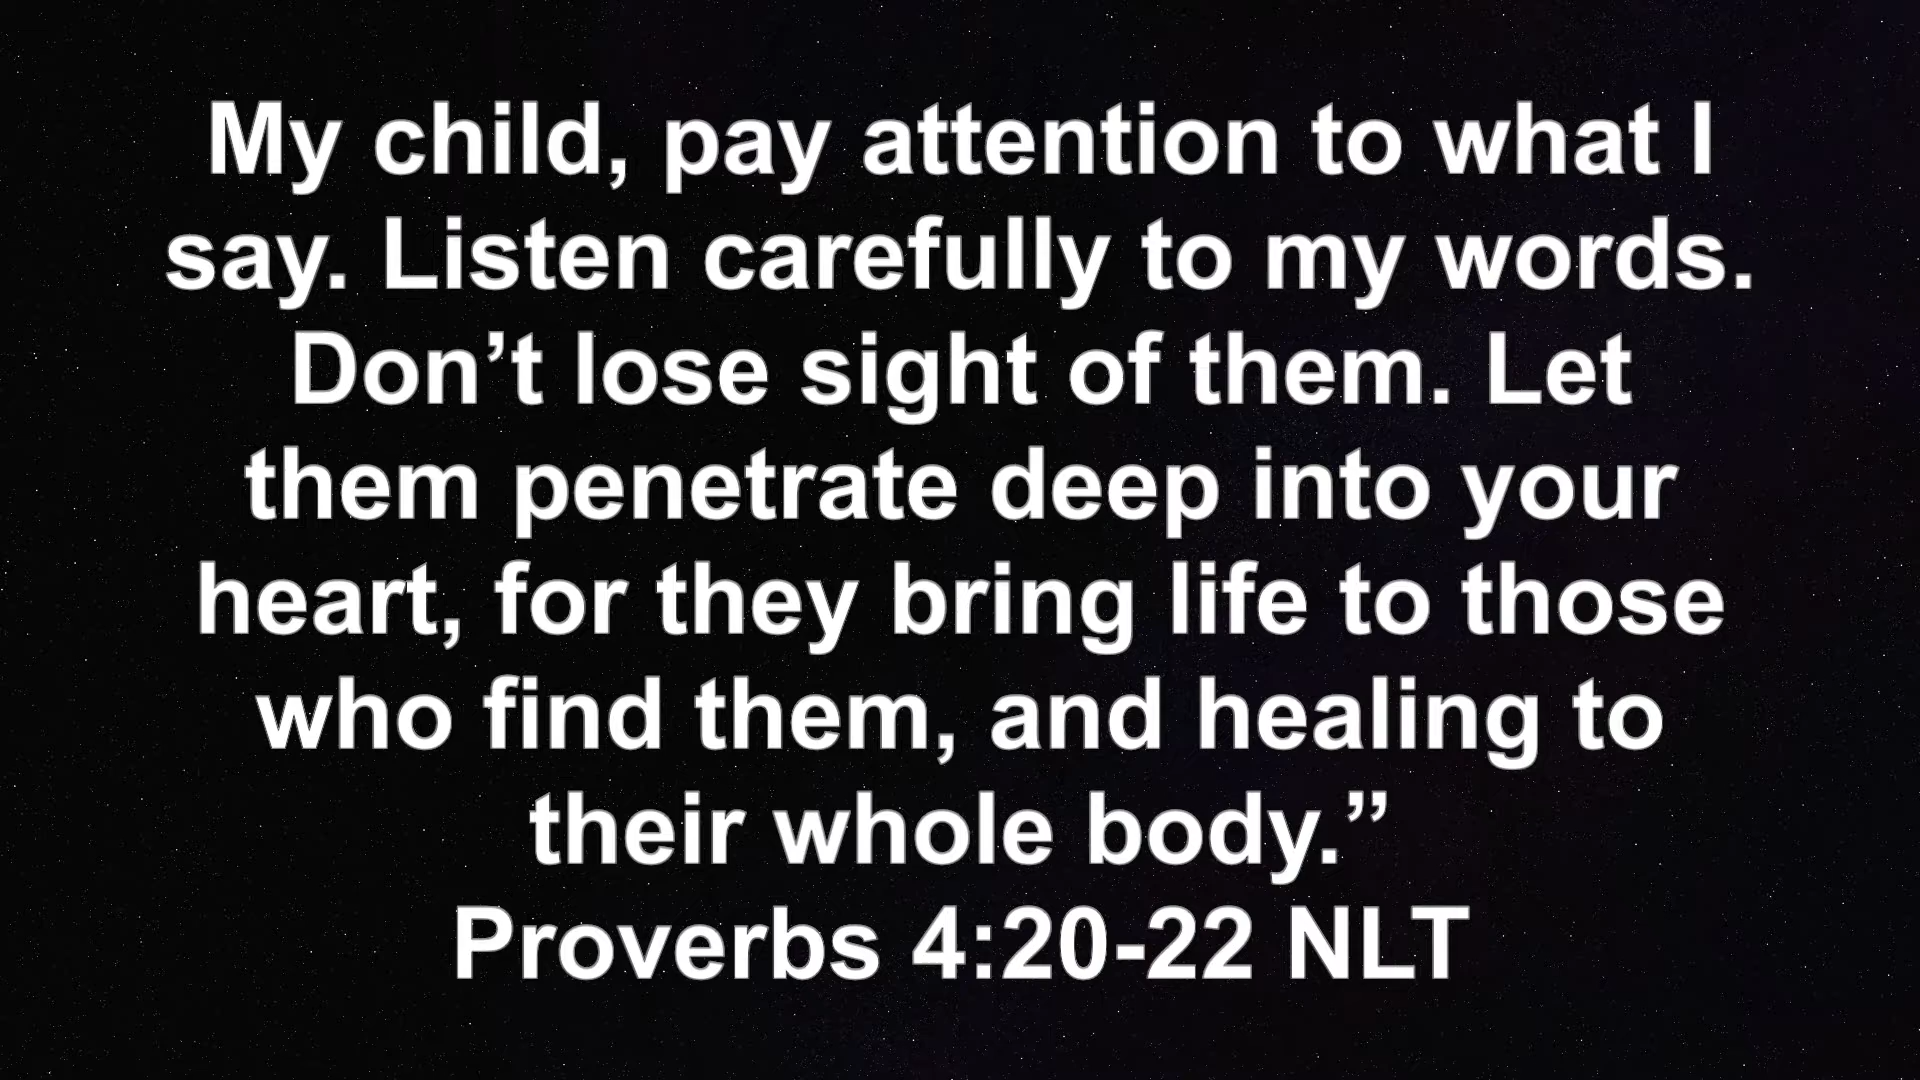 My child, pay attention to what I
say. Listen carefully to my words.
Don’t lose sight of them. Let
them penetrate deep into your
heart, for they bring life to those
who find them, and healing to
their whole body.”
Proverbs 4:20-22 NLT